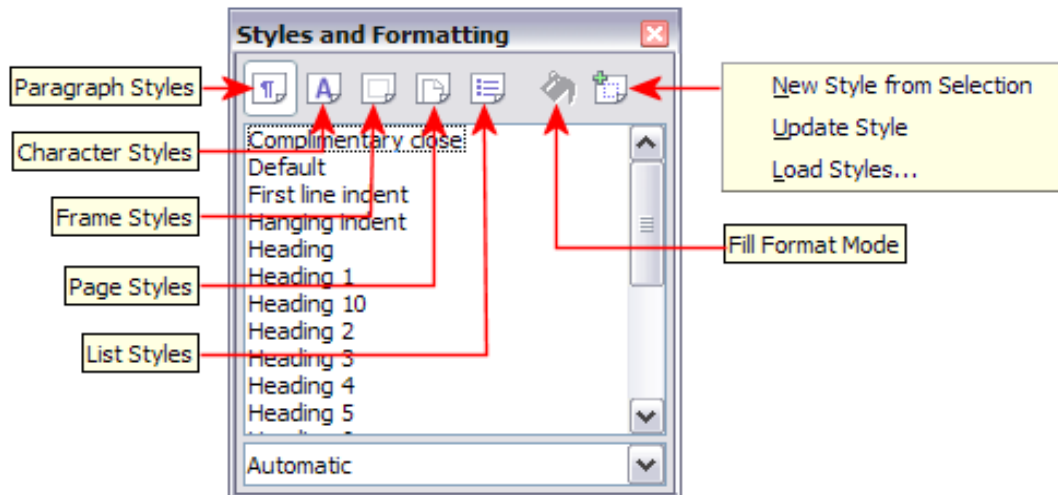 Styles and Formatting
Paragraph Styles
Character Styles
Frame Styles
Page Styles
List Styles
Complimentary close
Default
First line indent
Hanging indent
Heading
Heading 1
Heading 10
Heading 2
Heading 3
Heading 4
Heading 5
Automatic
New Style from Selection
Update Style
Load Styles...
Fill Format Mode